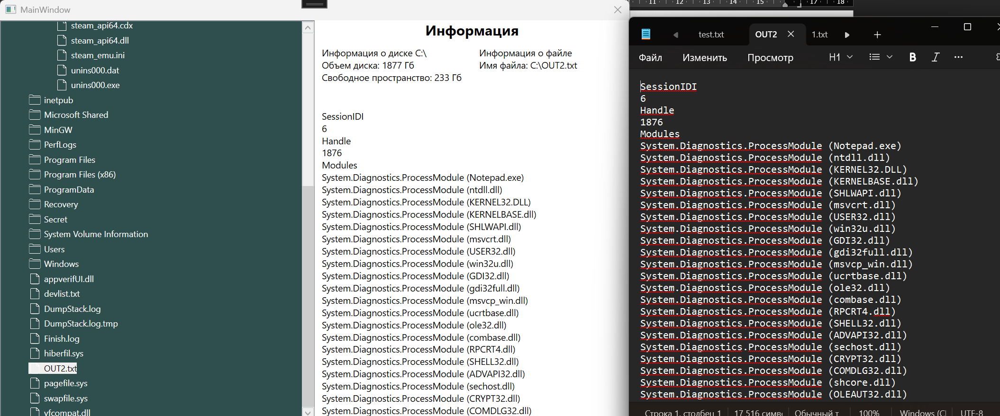 MainWindow
steam_api64.cdx
steam_api64.dll
steam_emu.ini
unins000.dat
unins000.exe
inetpub
Microsoft Shared
MinGW
PerfLogs
Program Files
Program Files (x86)
ProgramData
Recovery
Secret
System Volume Information
Users
Windows
appverifUI.dll
devlist.txt
DumpStack.log
DumpStack.log.tmp
Finish.log
hiberfil.sys
OUT2.txt
pagefile.sys
swapfile.sys
vfcompat.dll
Информация
Информация о диске C:\
Объем диска: 1877 Гб
Свободное пространство: 233 Гб
Информация о файле
Имя файла: C:\OUT2.txt
SessionIDI
6
Handle
1876
Modules
System.Diagnostics.ProcessModule (Notepad.exe)
System.Diagnostics.ProcessModule (ntdll.dll)
System.Diagnostics.ProcessModule (KERNEL32.DLL)
System.Diagnostics.ProcessModule (KERNELBASE.dll)
System.Diagnostics.ProcessModule (SHLWAPI.dll)
System.Diagnostics.ProcessModule (msvcrt.dll)
System.Diagnostics.ProcessModule (USER32.dll)
System.Diagnostics.ProcessModule (win32u.dll)
System.Diagnostics.ProcessModule (GDI32.dll)
System.Diagnostics.ProcessModule (gdi32full.dll)
System.Diagnostics.ProcessModule (msvcp_win.dll)
System.Diagnostics.ProcessModule (ucrtbase.dll)
System.Diagnostics.ProcessModule (ole32.dll)
System.Diagnostics.ProcessModule (combase.dll)
System.Diagnostics.ProcessModule (RPCRT4.dll)
System.Diagnostics.ProcessModule (SHELL32.dll)
System.Diagnostics.ProcessModule (ADVAPI32.dll)
System.Diagnostics.ProcessModule (sechost.dll)
System.Diagnostics.ProcessModule (CRYPT32.dll)
System.Diagnostics.ProcessModule (COMDLG32.dll)
11 12 13 14 15 17 18
test.txt OUT2 1.txt
Файл Изменить Просмотр H1 B I
SessionIDI
6
Handle
1876
Modules
System.Diagnostics.ProcessModule (Notepad.exe)
System.Diagnostics.ProcessModule (ntdll.dll)
System.Diagnostics.ProcessModule (KERNEL32.DLL)
System.Diagnostics.ProcessModule (KERNELBASE.dll)
System.Diagnostics.ProcessModule (SHLWAPI.dll)
System.Diagnostics.ProcessModule (msvcrt.dll)
System.Diagnostics.ProcessModule (USER32.dll)
System.Diagnostics.ProcessModule (win32u.dll)
System.Diagnostics.ProcessModule (GDI32.dll)
System.Diagnostics.ProcessModule (gdi32full.dll)
System.Diagnostics.ProcessModule (msvcp_win.dll)
System.Diagnostics.ProcessModule (ucrtbase.dll)
System.Diagnostics.ProcessModule (ole32.dll)
System.Diagnostics.ProcessModule (combase.dll)
System.Diagnostics.ProcessModule (RPCRT4.dll)
System.Diagnostics.ProcessModule (SHELL32.dll)
System.Diagnostics.ProcessModule (ADVAPI32.dll)
System.Diagnostics.ProcessModule (sechost.dll)
System.Diagnostics.ProcessModule (CRYPT32.dll)
System.Diagnostics.ProcessModule (COMDLG32.dll)
System.Diagnostics.ProcessModule (shcore.dll)
System.Diagnostics.ProcessModule (OLEAUT32.dll)
Строка 1, столбец 1 17 516 симво Обычный т 100% Windows (Cl UTF-8